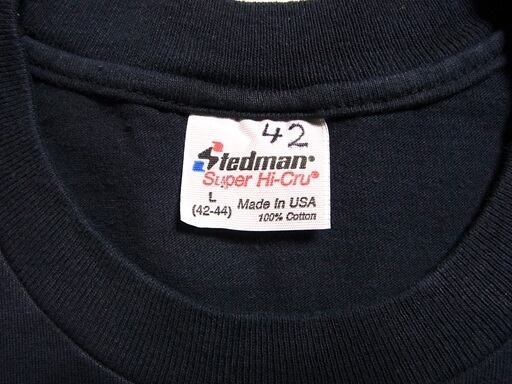 42
Stedman®
Super Hi-Cru®
L
(42-44)
Made In USA
100% Cotton